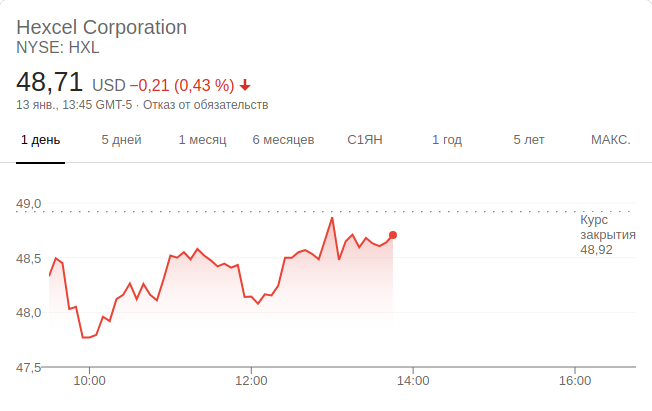 Hexcel Corporation
NYSE: HXL
48,71 USD −0,21 (0,43 %)
13 янв., 13:45 GMT-5 · Отказ от обязательств
1 день 5 дней 1 месяц 6 месяцев С1ЯН 1 год 5 лет МАКС.
49,0
Курс
закрытия
48,92
48,5
48,0
47,5
10:00 12:00 14:00 16:00